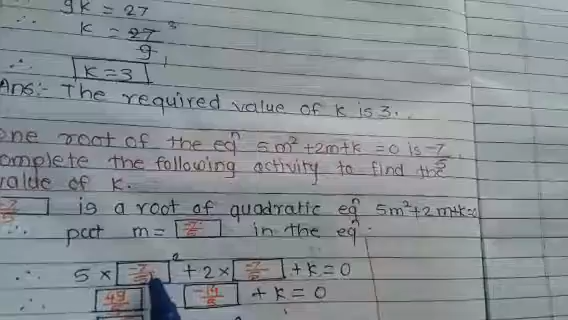 ∴ 9k = 27
k = 27/9 3 1
∴ k=3
Ans:- The required value of k is 3.
One root of the eqⁿ 5m²+2m+k =0 is -7/5
omplete the following activity to find the
value of k.
-7/5 is a root of quadratic eqⁿ 5m²+2m+k=0
put m= -7/5 in the eqⁿ.
∴ 5 × -7/5 ² + 2 × -7/5 + k = 0
∴ 49/5 -14/5 + k = 0